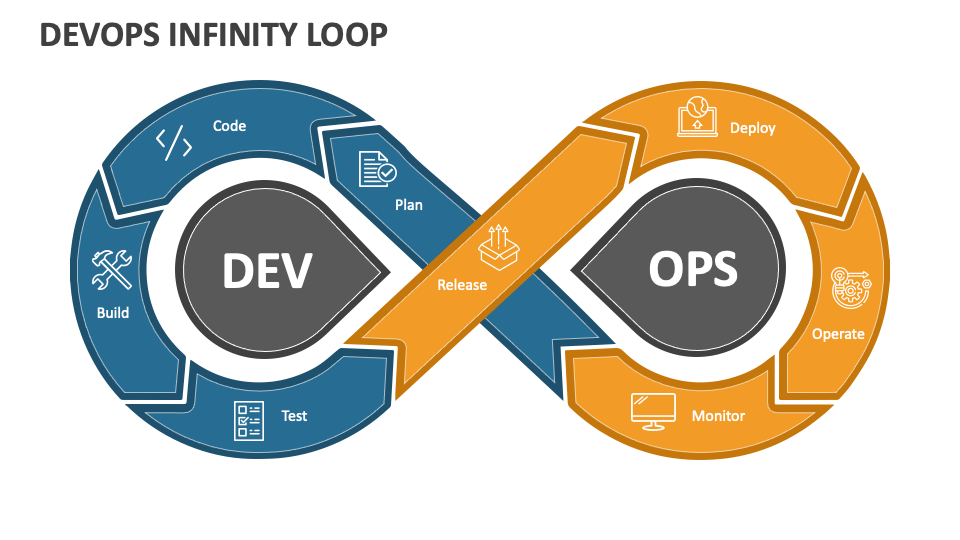 DEVOPS INFINITY LOOP
Code
Plan
Build
Test
DEV
Release
OPS
Deploy
Operate
Monitor